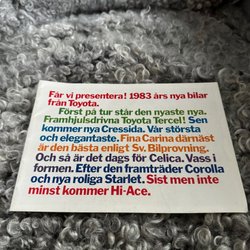 Får vi presentera! 1983 års nya bilar
från Toyota.
Först på tur står den nyaste nya.
Framhjulsdrivna Toyota Tercel! Sen
kommer nya Cressida. Vår största
och elegantaste. Fina Carina därnäst
är den bästa enligt Sv. Bilprovning.
Och så är det dags för Celica. Vass i
formen. Efter den framträder Corolla
och nya roliga Starlet. Sist men inte
minst kommer Hi-Ace.